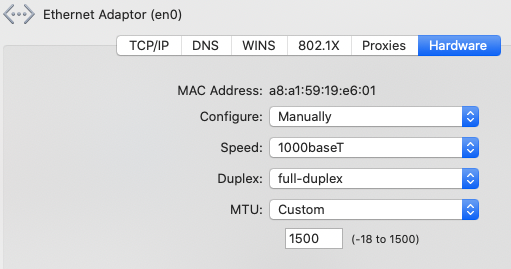 Ethernet Adaptor (en0)
TCP/IP DNS WINS 802.1X Proxies Hardware
MAC Address: a8:a1:59:19:e6:01
Configure: Manually
Speed: 1000baseT
Duplex: full-duplex
MTU: Custom
1500 (-18 to 1500)